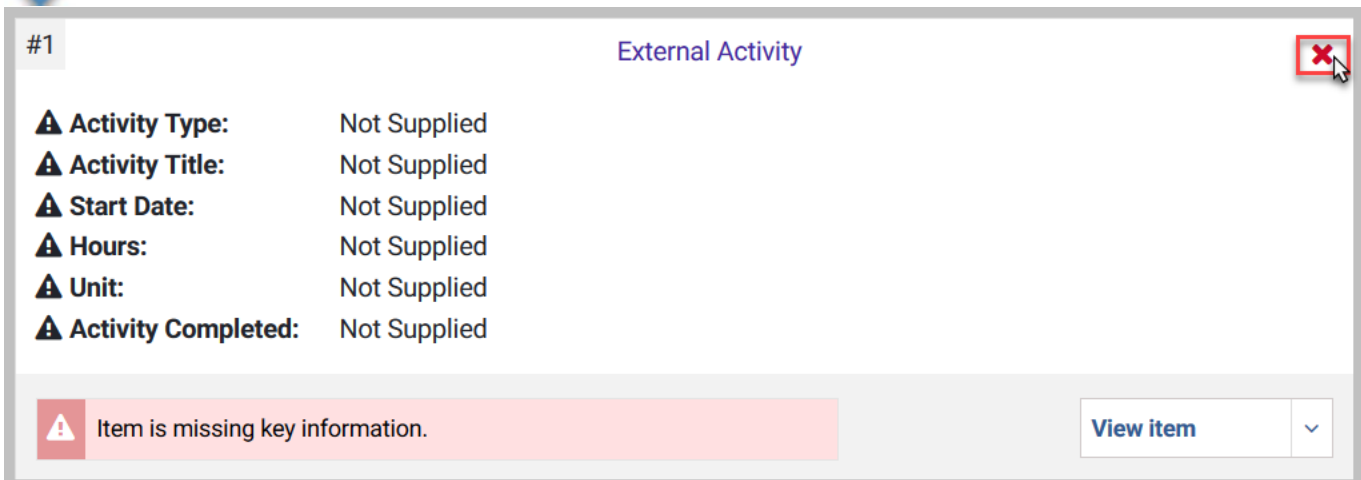 #1
External Activity
Activity Type: Not Supplied
Activity Title: Not Supplied
Start Date: Not Supplied
Hours: Not Supplied
Unit: Not Supplied
Activity Completed: Not Supplied
Item is missing key information.
View item